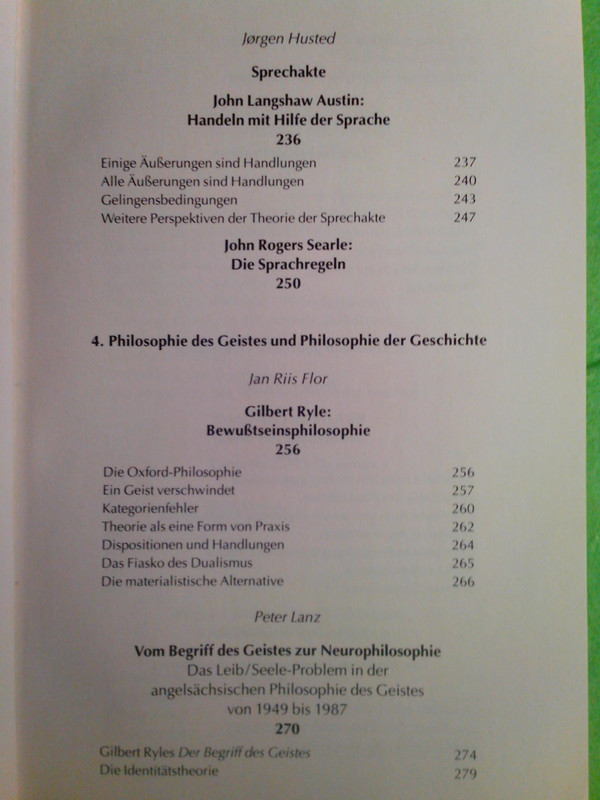 Jørgen Husted
Sprechakte
John Langshaw Austin:
Handeln mit Hilfe der Sprache
236
Einige Äußerungen sind Handlungen 237
Alle Äußerungen sind Handlungen 240
Gelingensbedingungen 243
Weitere Perspektiven der Theorie der Sprechakte 247
John Rogers Searle:
Die Sprachregeln
250
4. Philosophie des Geistes und Philosophie der Geschichte
Jan Riis Flor
Gilbert Ryle:
Bewußtseinsphilosophie
256
Die Oxford-Philosophie 256
Ein Geist verschwindet 257
Kategorienfehler 260
Theorie als eine Form von Praxis 262
Dispositionen und Handlungen 264
Das Fiasko des Dualismus 265
Die materialistische Alternative 266
Peter Lanz
Vom Begriff des Geistes zur Neurophilosophie
Das Leib/Seele-Problem in der
angelsächsischen Philosophie des Geistes
von 1949 bis 1987
270
Gilbert Ryles Der Begriff des Geistes 274
Die Identitätstheorie 279